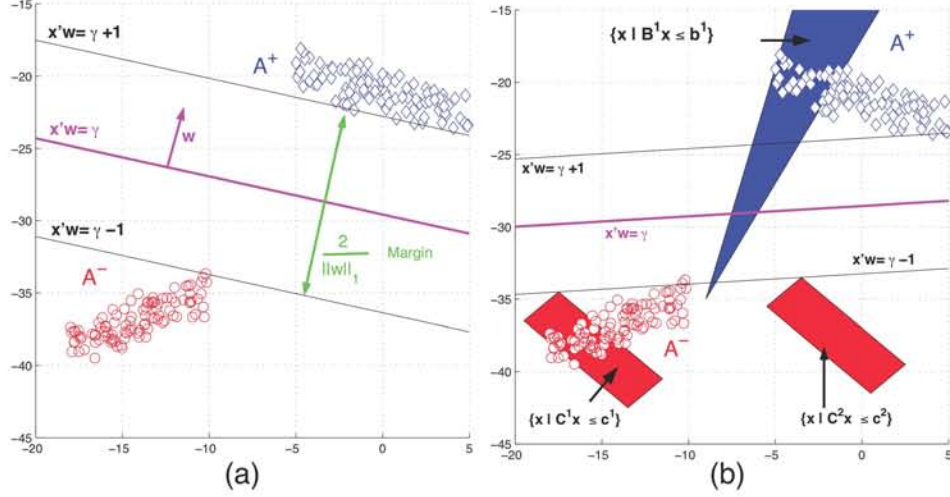 -15
-20
-25
-30
-35
-40
-45
-20
-15
-10
-5
0
5
x'w= γ +1
A⁺
x'w= γ
w
x'w= γ −1
2
||w||₁
Margin
A⁻
(a)
-15
-20
-25
-30
-35
-40
-45
-20
-15
-10
-5
0
5
{x | B¹x ≤ b¹}
A⁺
x'w= γ +1
x'w= γ
x'w= γ −1
A⁻
{x | C¹x ≤ c¹}
{x | C²x ≤ c²}
(b)